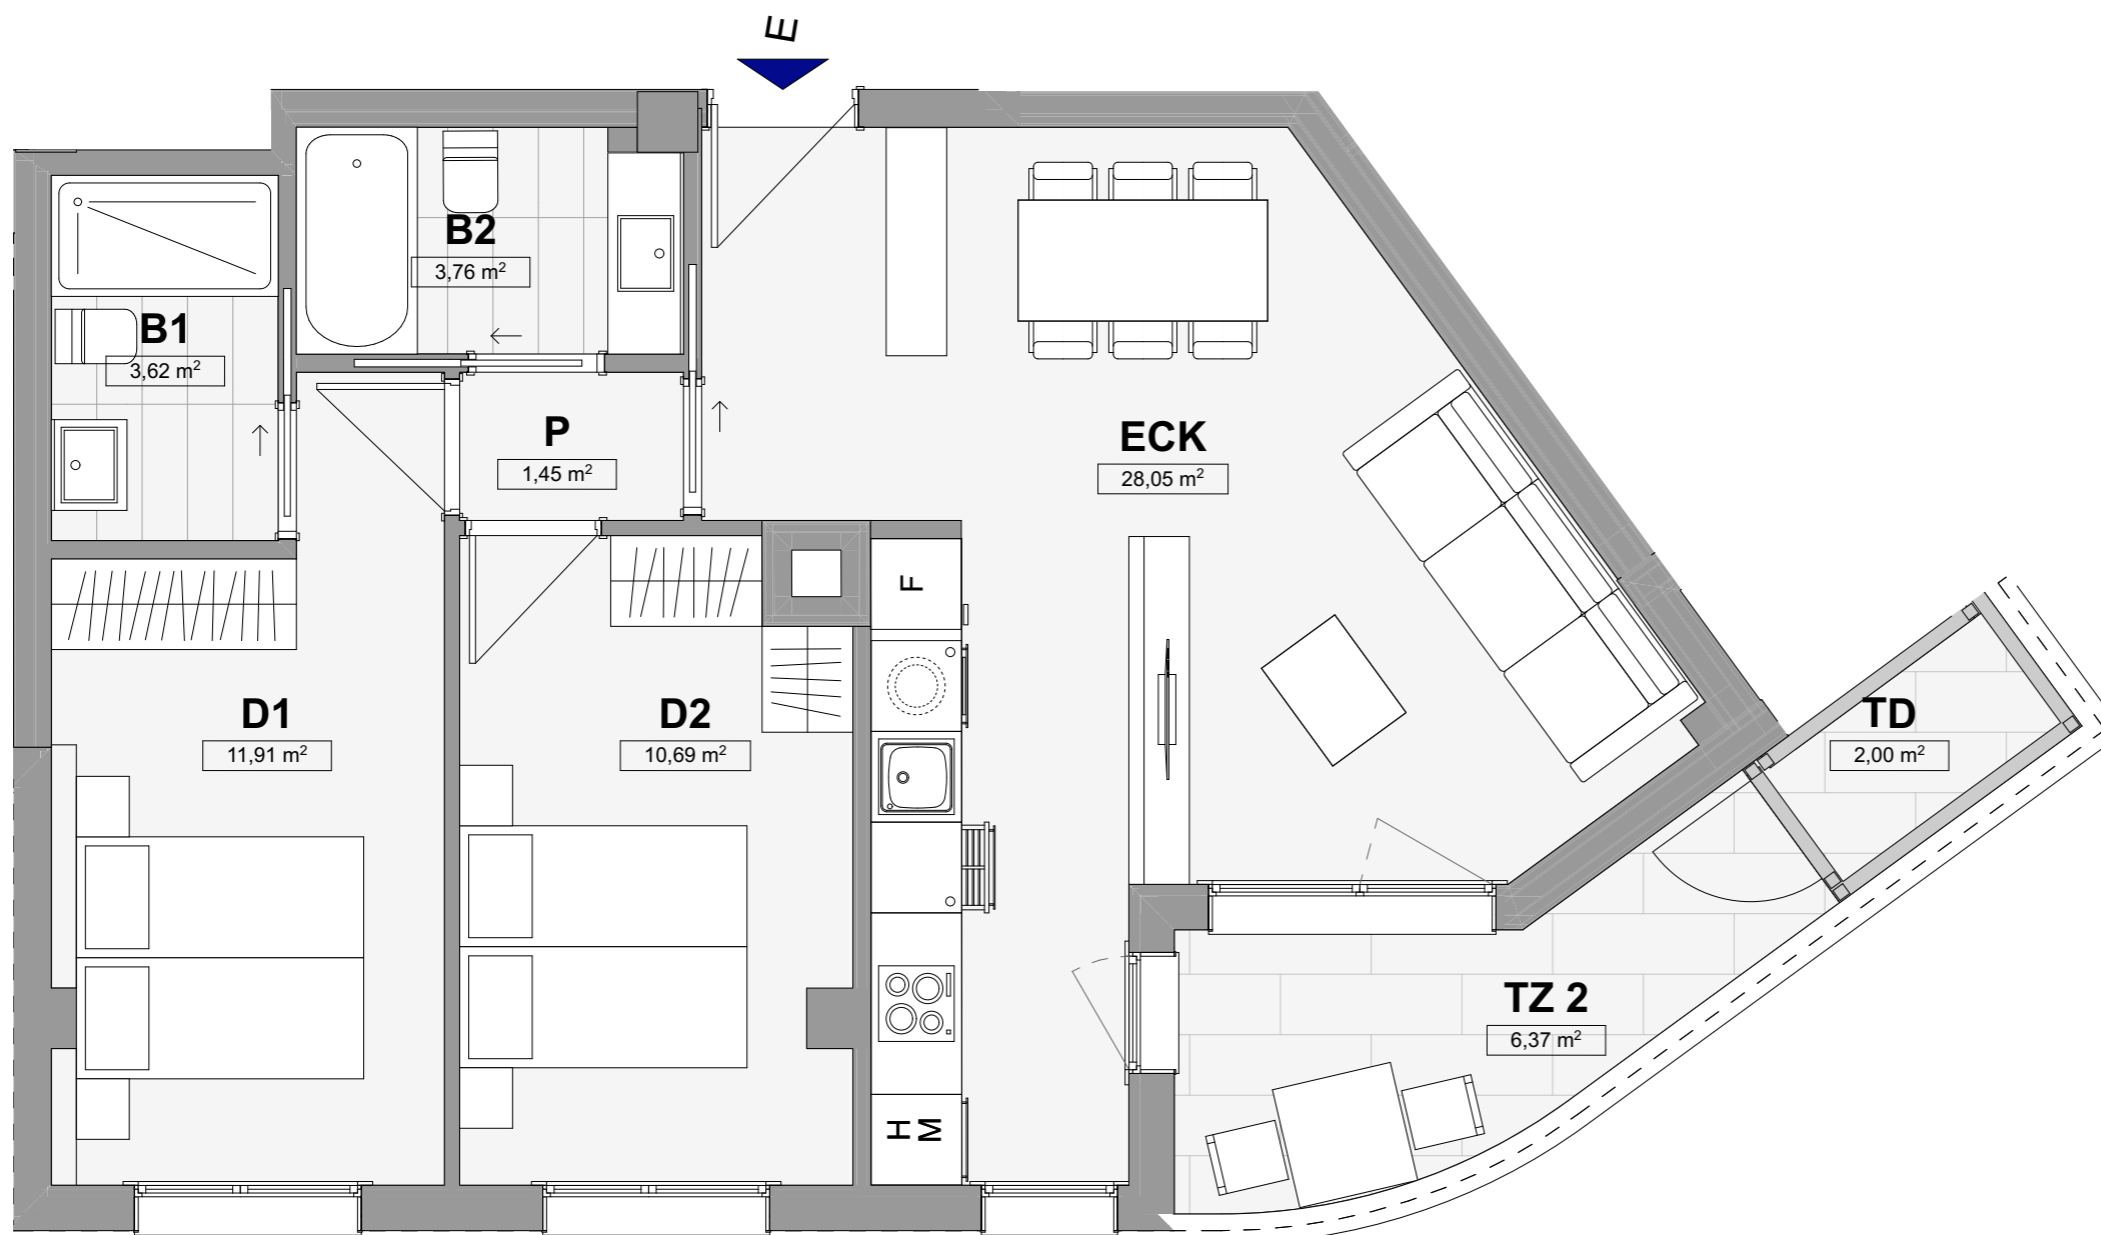 E
B2
3,76 m²
B1
3,62 m²
P
1,45 m²
ECK
28,05 m²
F
D1
11,91 m²
D2
10,69 m²
TD
2,00 m²
TZ 2
6,37 m²
H
M